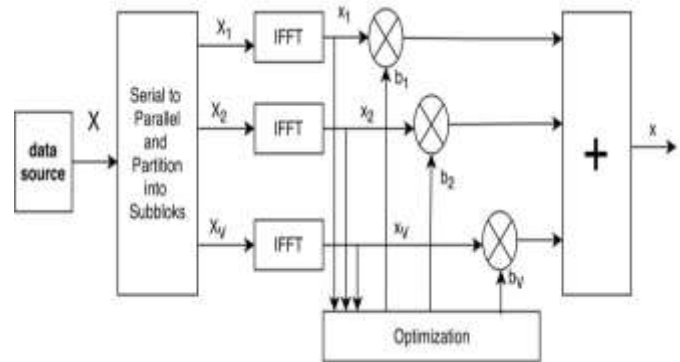 data
source
X
Serial to
Parallel
and
Partition
into
Subbloks
X1
IFFT
x1
b1
X2
IFFT
x2
b2
XV
IFFT
xV
bV
Optimization
+
x